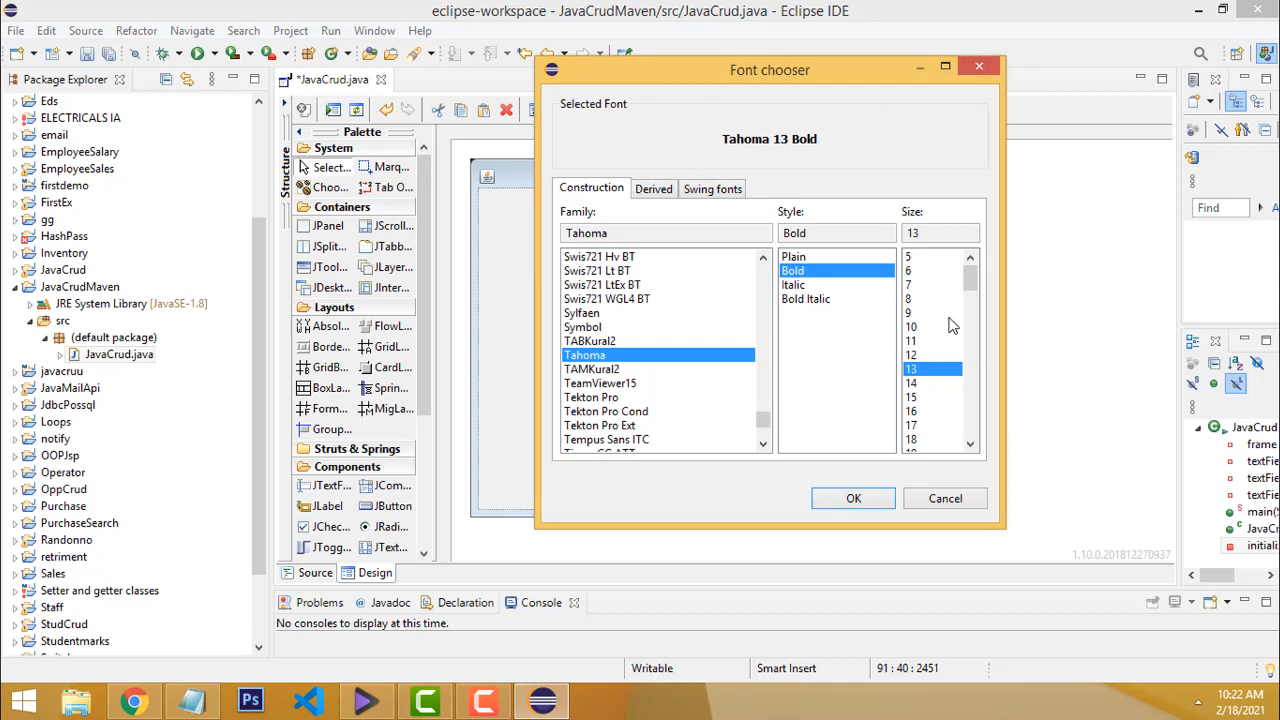 eclipse-workspace - JavaCrudMaven/src/JavaCrud.java - Eclipse IDE
File Edit Source Refactor Navigate Search Project Run Window Help
Package Explorer
*JavaCrud.java
Eds
ELECTRICALS IA
email
EmployeeSalary
EmployeeSales
firstdemo
FirstEx
gg
HashPass
Inventory
JavaCrud
JavaCrudMaven
JRE System Library [JavaSE-1.8]
src
(default package)
JavaCrud.java
javacruu
JavaMailApi
JdbcPossql
Loops
notify
OOPJsp
Operator
OppCrud
Purchase
PurchaseSearch
Randonno
retriment
Sales
Setter and getter classes
Staff
StudCrud
Studentmarks
Structure
Palette
System
Select... Marq...
Choo... Tab O...
Containers
JPanel JScroll...
JSplit... JTabb...
JTool... JLayer...
JDeskt... JInter...
Layouts
Absol... FlowL...
Borde... GridL...
GridB... CardL...
BoxLa... Sprin...
Form... MigLa...
Group...
Struts & Springs
Components
JTextF... JCom...
JLabel JButton
JChec... JRadi...
JTogg... JText...
Source Design
Font chooser
Selected Font
Tahoma 13 Bold
Construction Derived Swing fonts
Family: Style: Size:
Tahoma Bold 13
Swis721 Hv BT
Swis721 Lt BT
Swis721 LtEx BT
Swis721 WGL4 BT
Sylfaen
Symbol
TABKural2
Tahoma
TAMKural2
TeamViewer15
Tekton Pro
Tekton Pro Cond
Tekton Pro Ext
Tempus Sans ITC
Plain
Bold
Italic
Bold Italic
5
6
7
8
9
10
11
12
13
14
15
16
17
18
OK Cancel
1.10.0.201812270937
Find
JavaCrud
frame
textFie
textFie
textFie
main(S
JavaCr
initiali
Problems @ Javadoc Declaration Console
No consoles to display at this time.
Writable Smart Insert 91 : 40 : 2451
Ps
10:22 AM
2/18/2021